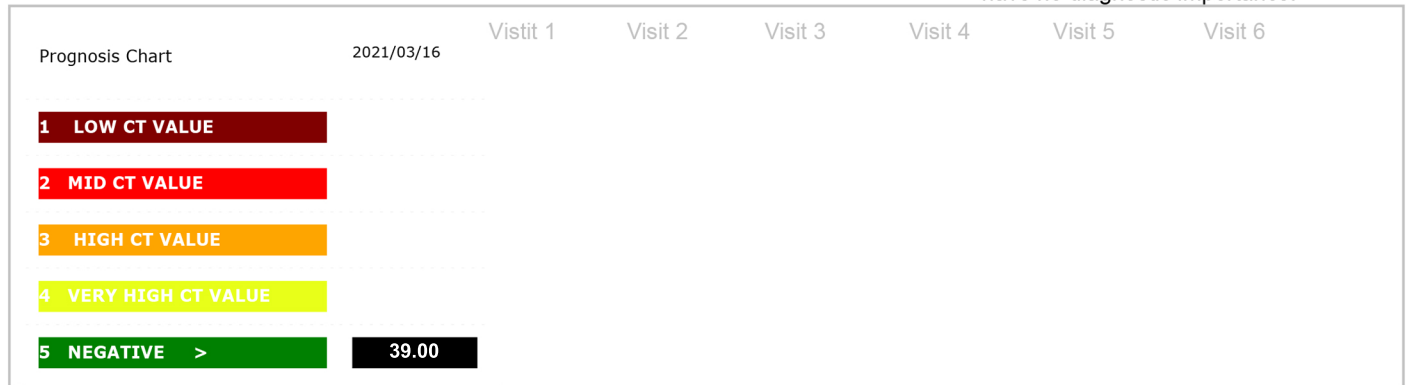 Vistit 1 Visit 2 Visit 3 Visit 4 Visit 5 Visit 6
Prognosis Chart 2021/03/16
1 LOW CT VALUE
2 MID CT VALUE
3 HIGH CT VALUE
4 VERY HIGH CT VALUE
5 NEGATIVE > 39.00